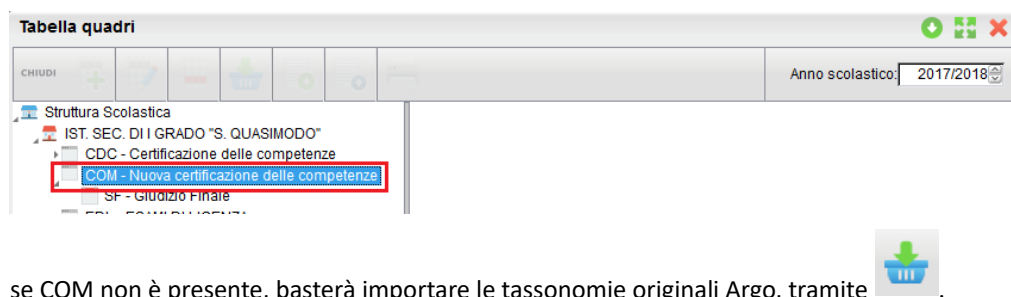 Tabella quadri
CHIUDI
Anno scolastico: 2017/2018
Struttura Scolastica
IST. SEC. DI I GRADO "S. QUASIMODO"
CDC - Certificazione delle competenze
COM - Nuova certificazione delle competenze
SF - Giudizio Finale
se COM non è presente, basterà importare le tassonomie originali Argo, tramite .